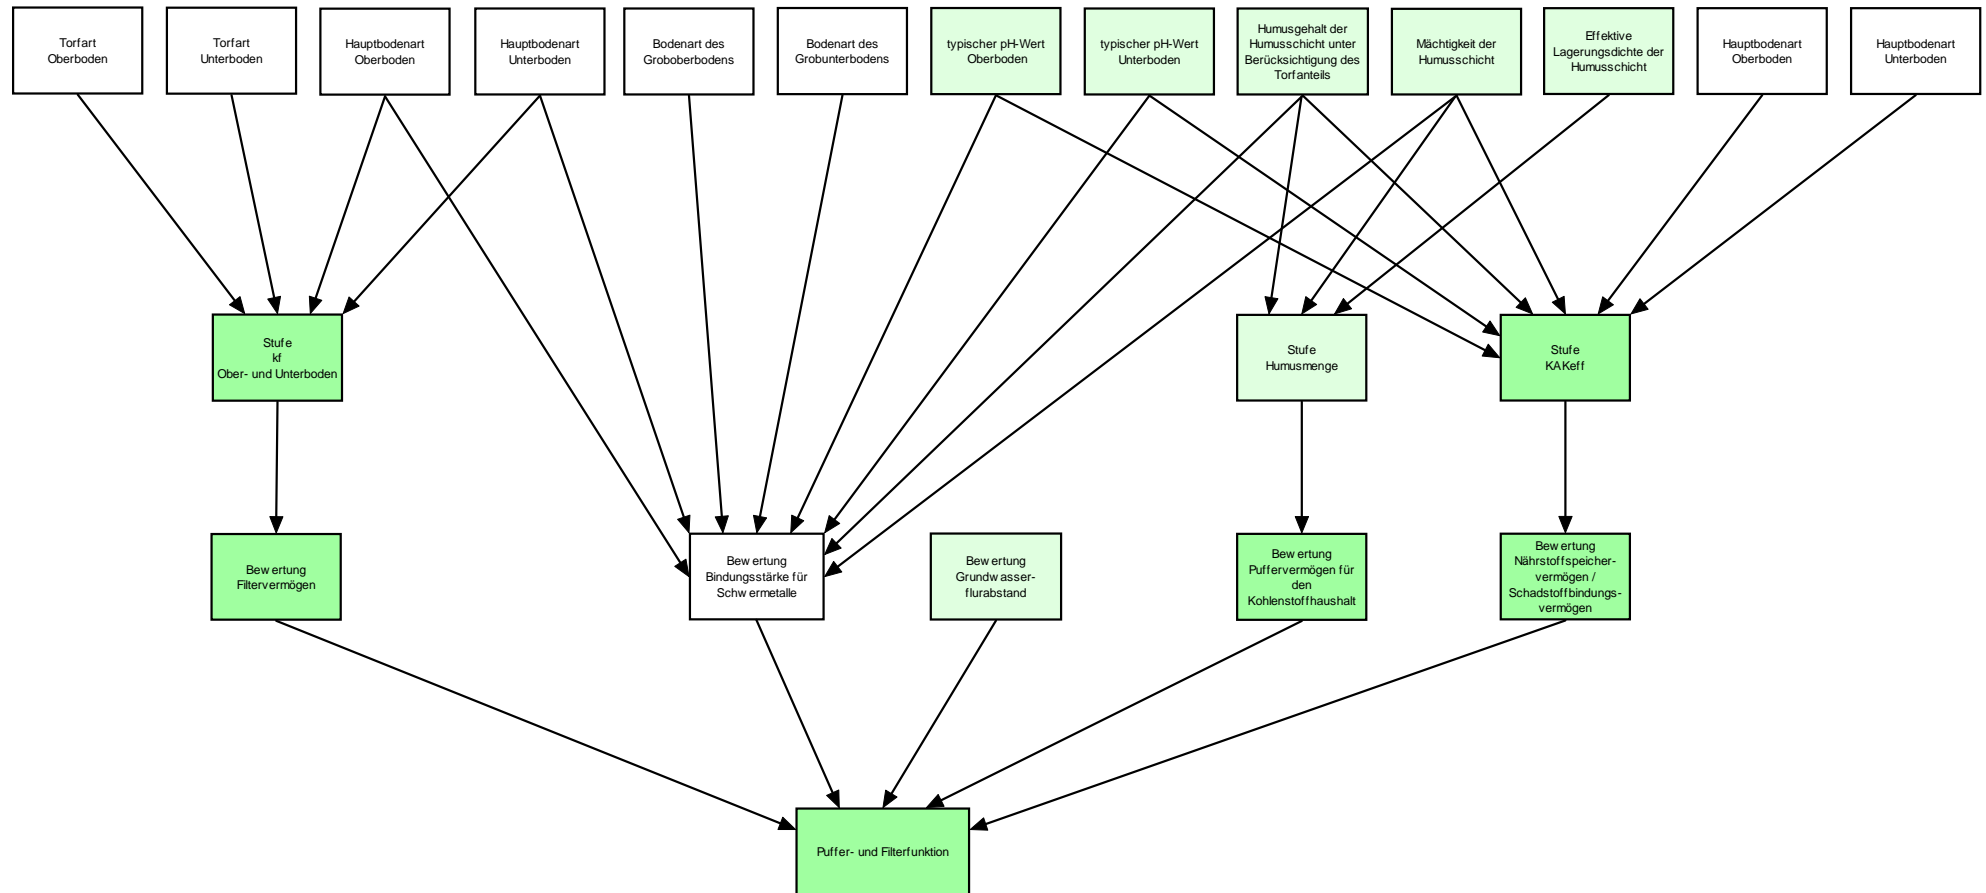 Torfart
Oberboden
Torfart
Unterboden
Hauptbodenart
Oberboden
Hauptbodenart
Unterboden
Bodenart des
Groboberbodens
Bodenart des
Grobunterbodens
typischer pH-Wert
Oberboden
typischer pH-Wert
Unterboden
Humusgehalt der
Humusschicht unter
Berücksichtigung des
Torfanteils
Mächtigkeit der
Humusschicht
Effektive
Lagerungsdichte der
Humusschicht
Hauptbodenart
Oberboden
Hauptbodenart
Unterboden
Stufe
kf
Ober- und Unterboden
Stufe
Humusmenge
Stufe
KAKeff
Bewertung
Filtervermögen
Bewertung
Bindungsstärke für
Schwermetalle
Bewertung
Grundwasser-
flurabstand
Bewertung
Puffervermögen für
den
Kohlenstoffhaushalt
Bewertung
Nährstoffspeicher-
vermögen /
Schadstoffbindungs-
vermögen
Puffer- und Filterfunktion